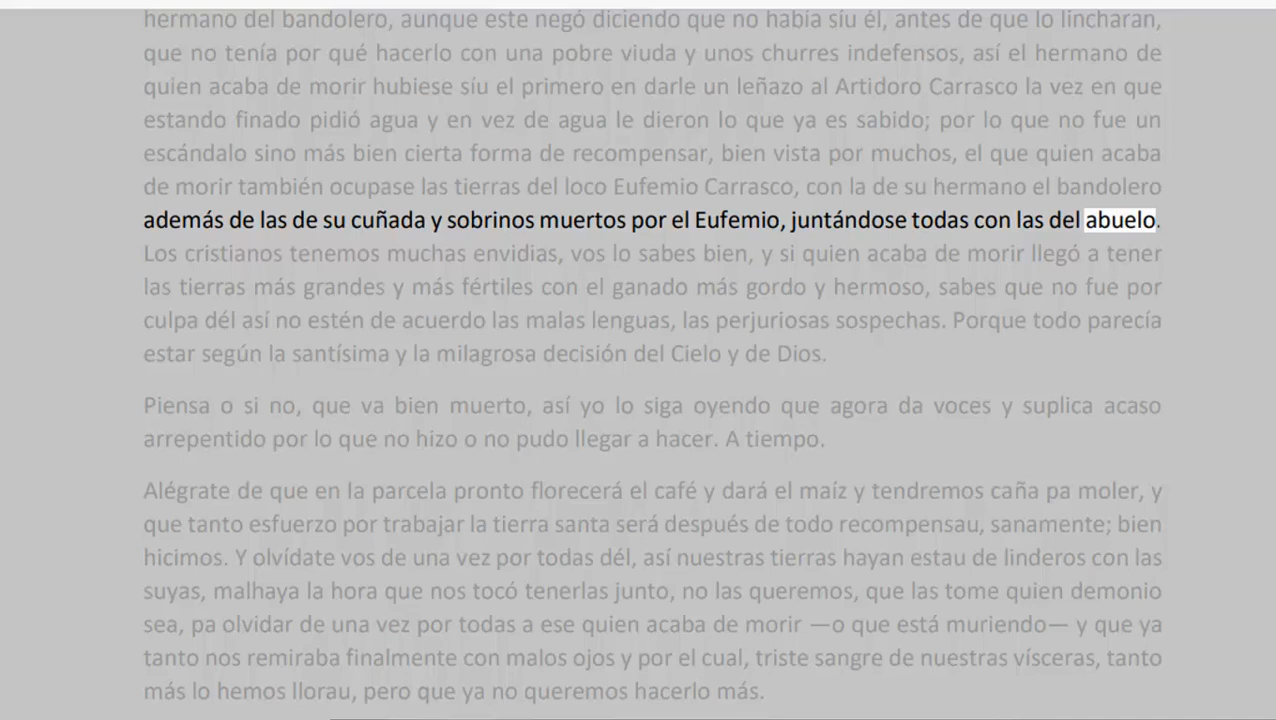 hermano del bandolero, aunque este negó diciendo que no había síu él, antes de que lo lincharan,
que no tenía por qué hacerlo con una pobre viuda y unos churres indefensos, así el hermano de
quien acaba de morir hubiese síu el primero en darle un leñazo al Artidoro Carrasco la vez en que
estando finado pidió agua y en vez de agua le dieron lo que ya es sabido; por lo que no fue un
escándalo sino más bien cierta forma de recompensar, bien vista por muchos, el que quien acaba
de morir también ocupase las tierras del loco Eufemio Carrasco, con la de su hermano el bandolero
además de las de su cuñada y sobrinos muertos por el Eufemio, juntándose todas con las del abuelo.
Los cristianos tenemos muchas envidias, vos lo sabes bien, y si quien acaba de morir llegó a tener
las tierras más grandes y más fértiles con el ganado más gordo y hermoso, sabes que no fue por
culpa dél así no estén de acuerdo las malas lenguas, las perjuriosas sospechas. Porque todo parecía
estar según la santísima y la milagrosa decisión del Cielo y de Dios.
Piensa o si no, que va bien muerto, así yo lo siga oyendo que agora da voces y suplica acaso
arrepentido por lo que no hizo o no pudo llegar a hacer. A tiempo.
Alégrate de que en la parcela pronto florecerá el café y dará el maíz y tendremos caña pa moler, y
que tanto esfuerzo por trabajar la tierra santa será después de todo recompensau, sanamente; bien
hicimos. Y olvídate vos de una vez por todas dél, así nuestras tierras hayan estau de linderos con las
suyas, malhaya la hora que nos tocó tenerlas junto, no las queremos, que las tome quien demonio
sea, pa olvidar de una vez por todas a ese quien acaba de morir —o que está muriendo— y que ya
tanto nos remiraba finalmente con malos ojos y por el cual, triste sangre de nuestras vísceras, tanto
más lo hemos llorau, pero que ya no queremos hacerlo más.